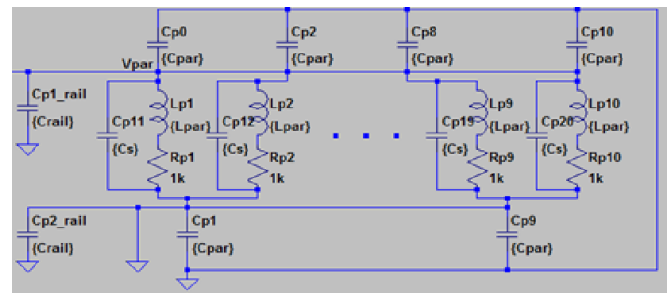 Cp0 Cp2 Cp8 Cp10
{Cpar} {Cpar} {Cpar} {Cpar}
Vpar
Cp1_rail Lp1 Lp2 Lp9 Lp10
Cp11 {Lpar} Cp12 {Lpar} Cp19 {Lpar} Cp20 {Lpar}
{Crail}
{Cs} Rp1 {Cs} Rp2 {Cs} Rp9 {Cs} Rp10
1k 1k 1k 1k
Cp2_rail Cp1 Cp9
{Crail} {Cpar} {Cpar}